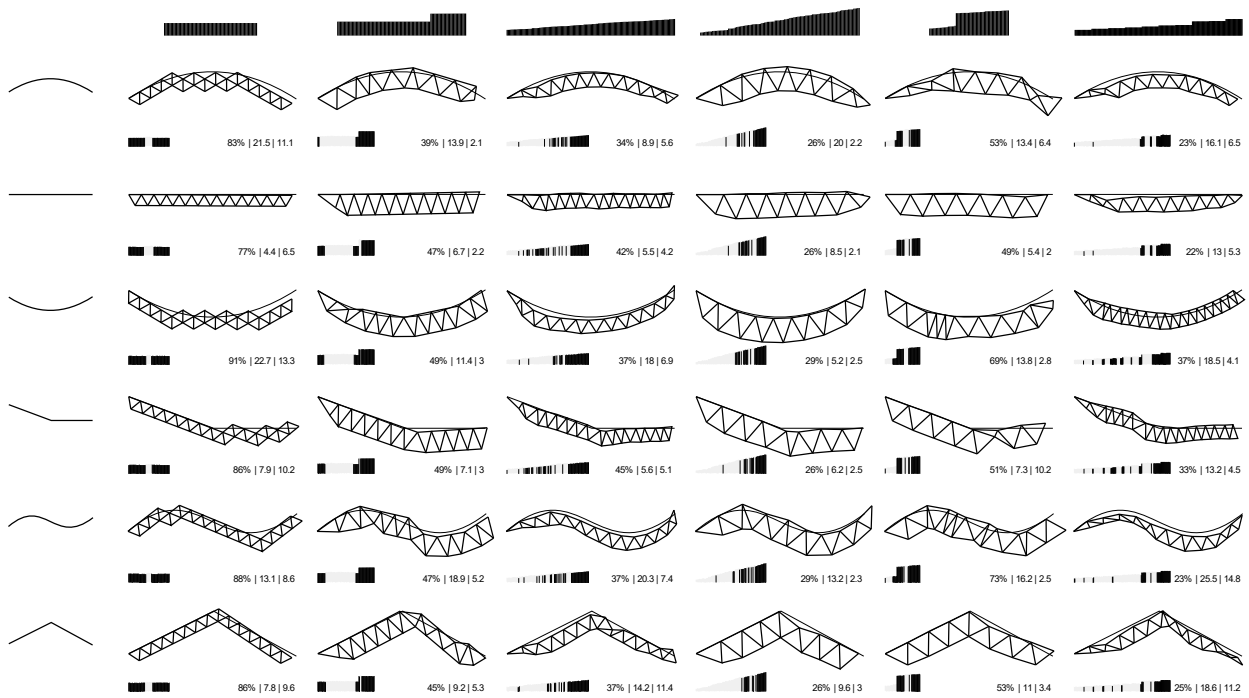 83% | 21.5 | 11.1
39% | 13.9 | 2.1
34% | 8.9 | 5.6
26% | 20 | 2.2
53% | 13.4 | 6.4
23% | 16.1 | 6.5
77% | 4.4 | 6.5
47% | 6.7 | 2.2
42% | 5.5 | 4.2
26% | 8.5 | 2.1
49% | 5.4 | 2
22% | 13 | 5.3
91% | 22.7 | 13.3
49% | 11.4 | 3
37% | 18 | 6.9
29% | 5.2 | 2.5
69% | 13.8 | 2.8
37% | 18.5 | 4.1
86% | 7.9 | 10.2
49% | 7.1 | 3
45% | 5.6 | 5.1
26% | 6.2 | 2.5
51% | 7.3 | 10.2
33% | 13.2 | 4.5
88% | 13.1 | 8.6
47% | 18.9 | 5.2
37% | 20.3 | 7.4
29% | 13.2 | 2.3
73% | 16.2 | 2.5
23% | 25.5 | 14.8
86% | 7.8 | 9.6
45% | 9.2 | 5.3
37% | 14.2 | 11.4
26% | 9.6 | 3
53% | 11 | 3.4
25% | 18.6 | 11.2